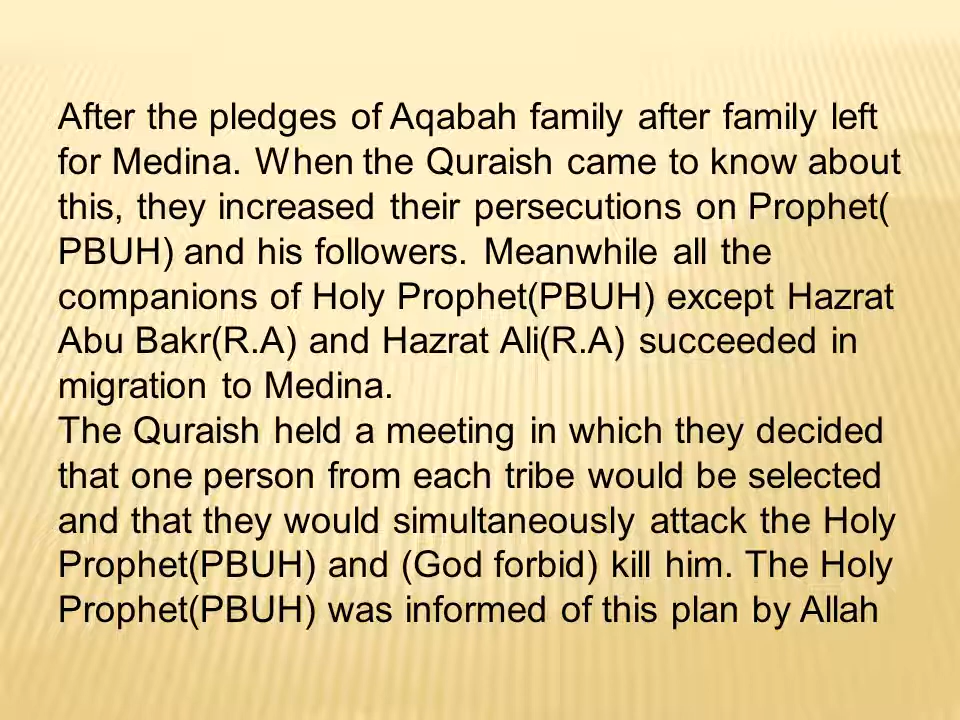 After the pledges of Aqabah family after family left
for Medina. When the Quraish came to know about
this, they increased their persecutions on Prophet(
PBUH) and his followers. Meanwhile all the
companions of Holy Prophet(PBUH) except Hazrat
Abu Bakr(R.A) and Hazrat Ali(R.A) succeeded in
migration to Medina.
The Quraish held a meeting in which they decided
that one person from each tribe would be selected
and that they would simultaneously attack the Holy
Prophet(PBUH) and (God forbid) kill him. The Holy
Prophet(PBUH) was informed of this plan by Allah